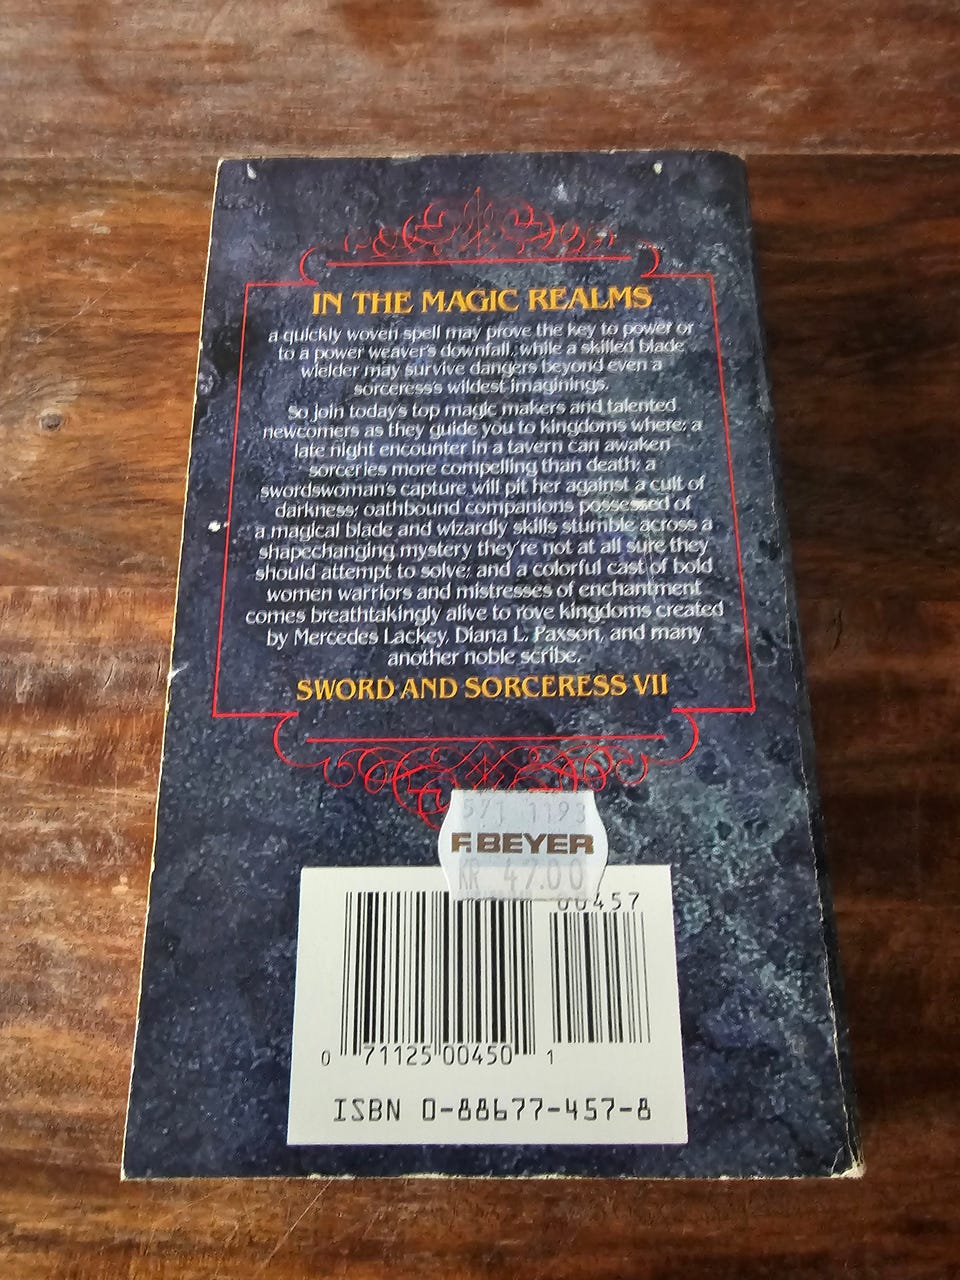 IN THE MAGIC REALMS
a quickly woven spell may prove the key to power or
to a power weaver's downfall, while a skilled blade
wielder may survive dangers beyond even a
sorceress's wildest imaginings.
So join today's top magic makers and talented
newcomers as they guide you to kingdoms where: a
late night encounter in a tavern can awaken
sorceries more compelling than death; a
swordswoman's capture will pit her against a cult of
darkness; oathbound companions possessed of
a magical blade and wizardly skills stumble across a
shapechanging mystery they're not at all sure they
should attempt to solve; and a colorful cast of bold
women warriors and mistresses of enchantment
comes breathtakingly alive to rove kingdoms created
by Mercedes Lackey, Diana L. Paxson, and many
another noble scribe.
SWORD AND SORCERESS VII
571 1193
F. BEYER
KR 47.00
00457
0 71125 00450 1
ISBN 0-88677-457-8